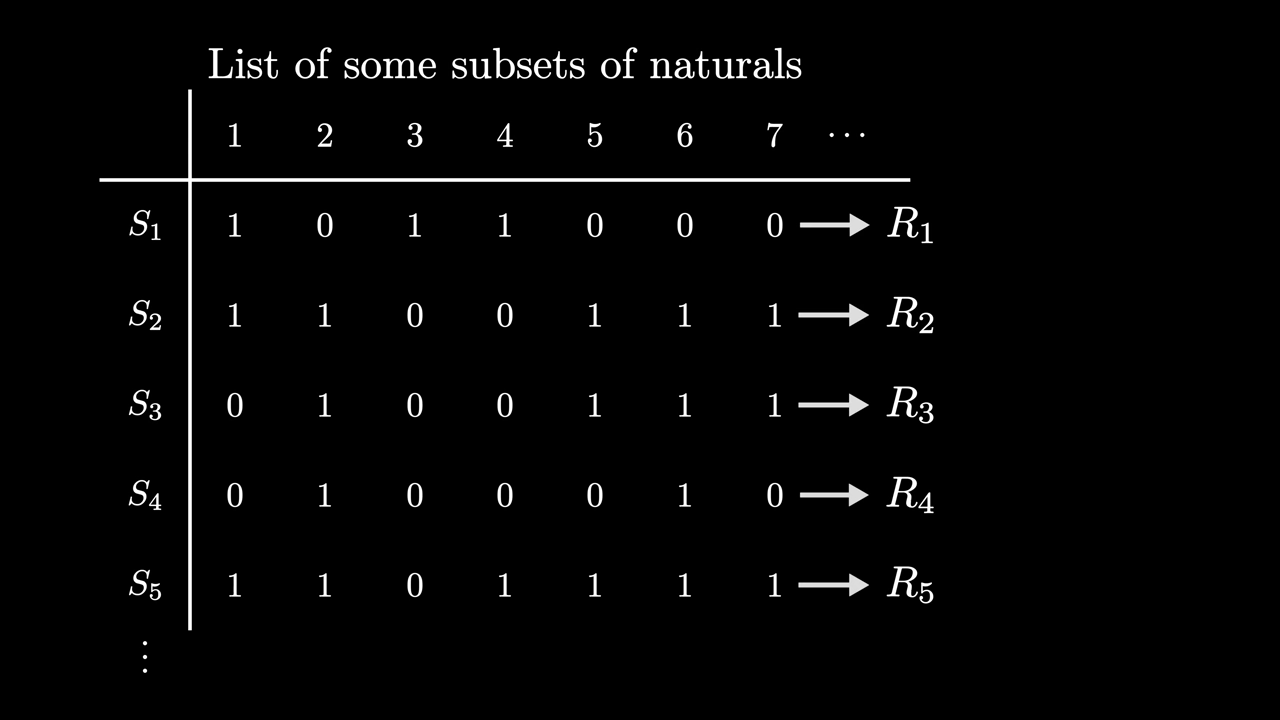 List of some subsets of naturals
1 2 3 4 5 6 7 ⋯
S₁ 1 0 1 1 0 0 0 → R₁
S₂ 1 1 0 0 1 1 1 → R₂
S₃ 0 1 0 0 1 1 1 → R₃
S₄ 0 1 0 0 0 1 0 → R₄
S₅ 1 1 0 1 1 1 1 → R₅
⋮